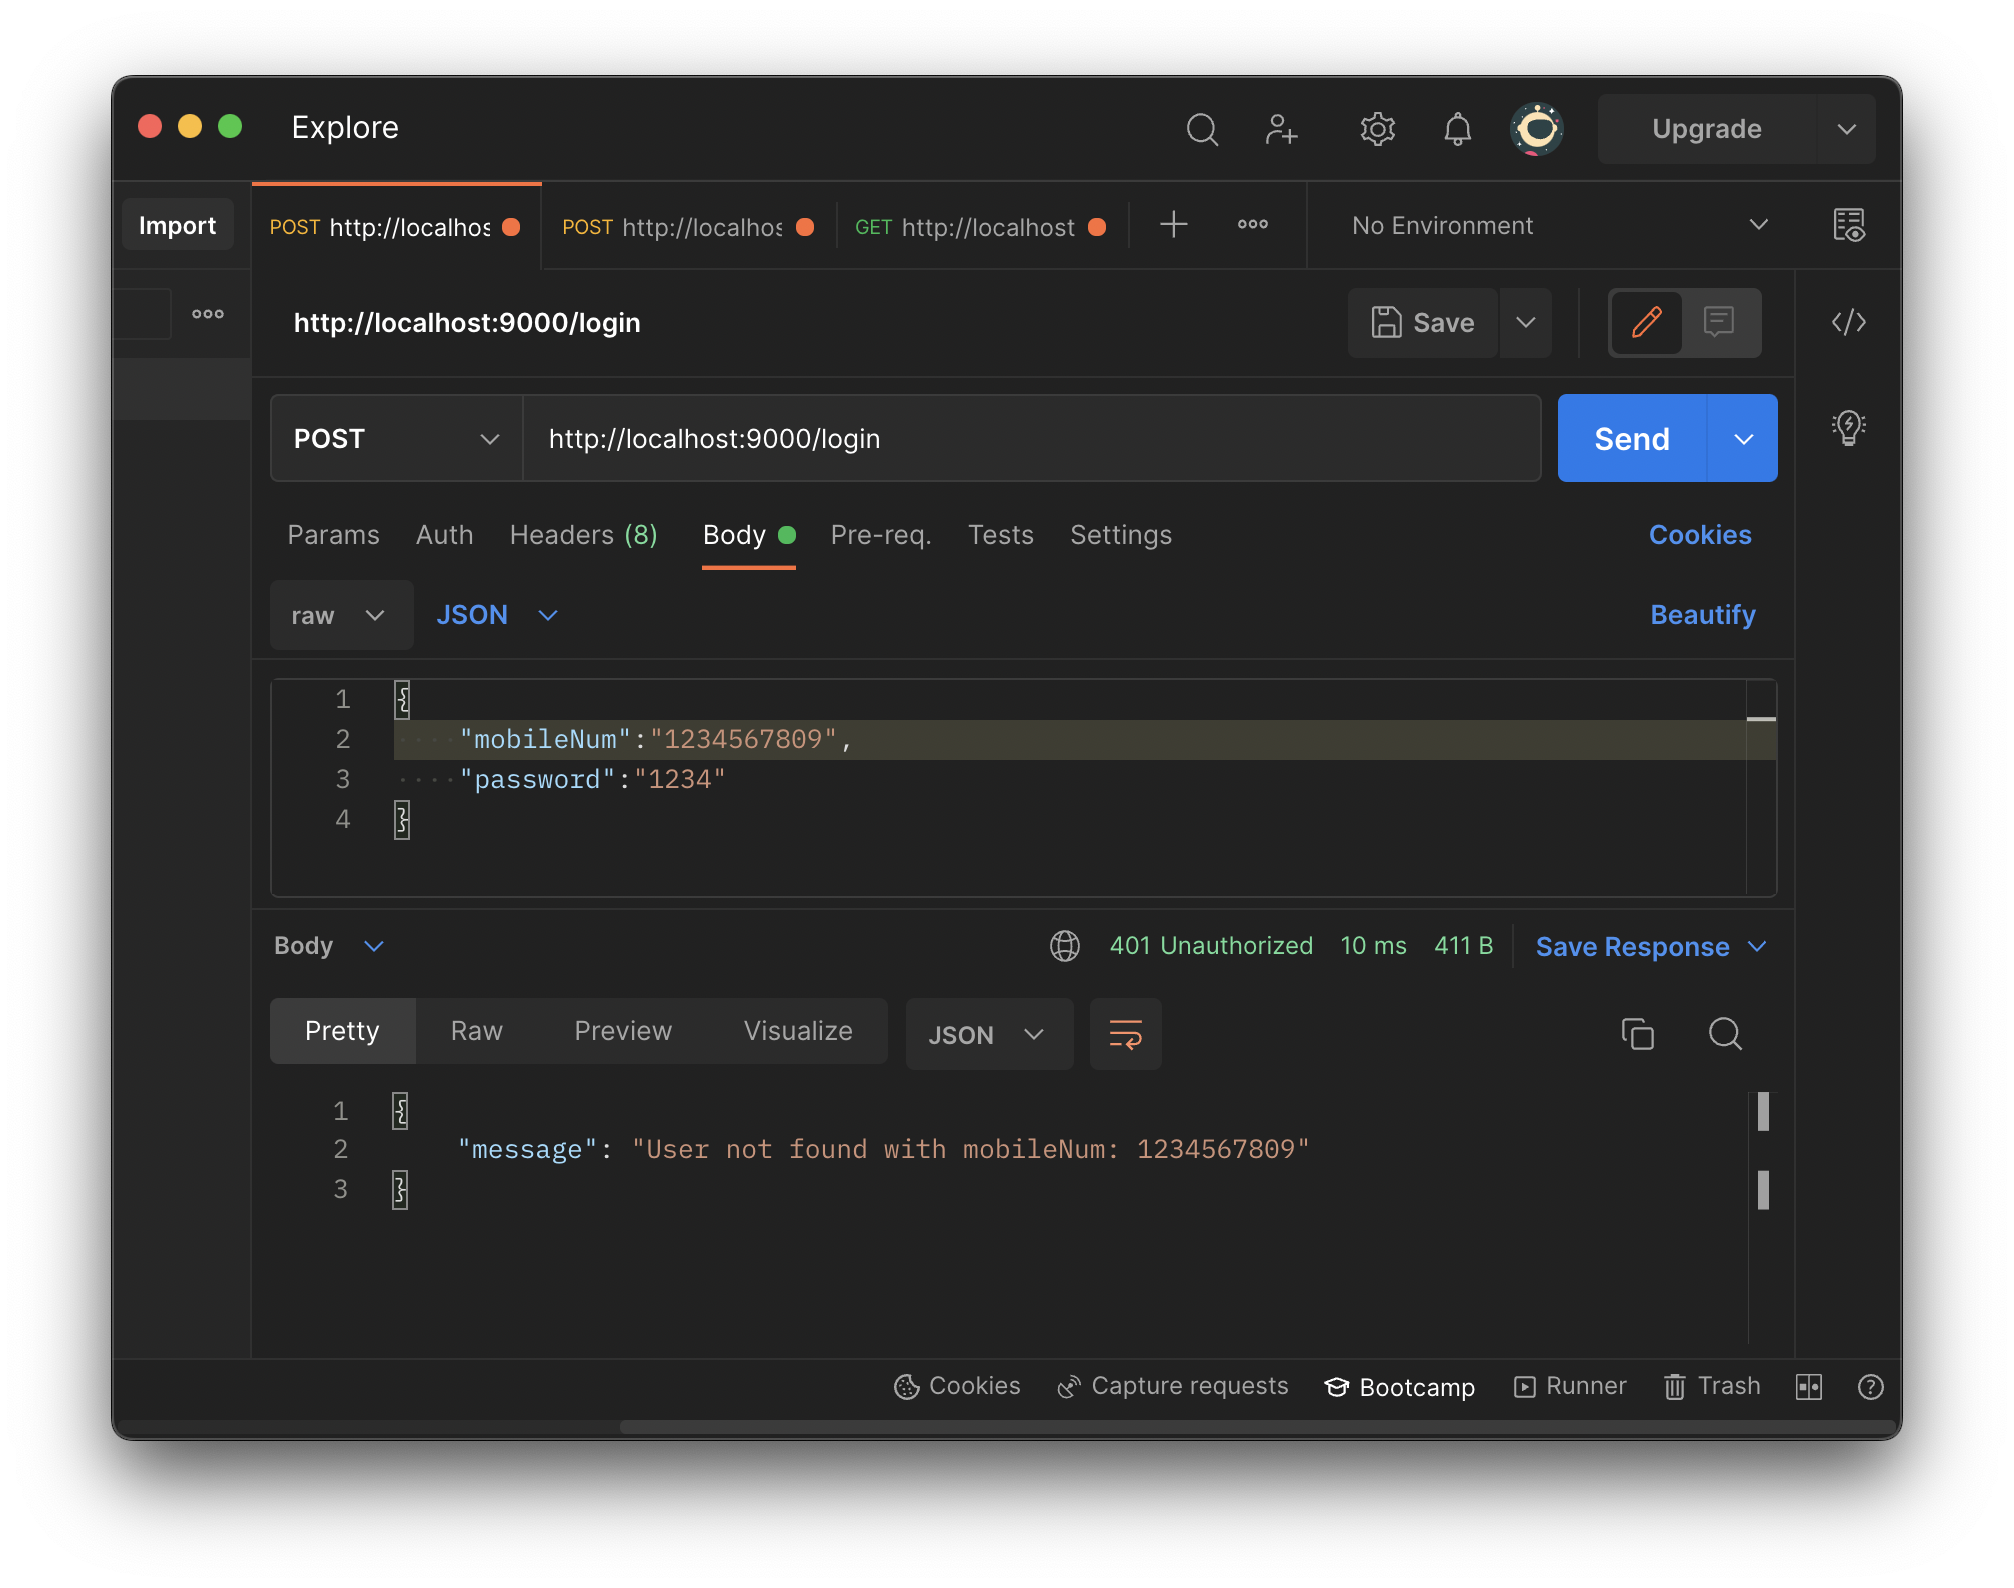 Explore
Upgrade
Import
POST http://localhos
POST http://localhos
GET http://localhost
No Environment
http://localhost:9000/login
Save
POST
http://localhost:9000/login
Send
Params
Auth
Headers (8)
Body
Pre-req.
Tests
Settings
Cookies
raw
JSON
Beautify
1 {
2 "mobileNum":"1234567809",
3 "password":"1234"
4 }
Body
401 Unauthorized 10 ms 411 B
Save Response
Pretty
Raw
Preview
Visualize
JSON
1 {
2 "message": "User not found with mobileNum: 1234567809"
3 }
Cookies
Capture requests
Bootcamp
Runner
Trash